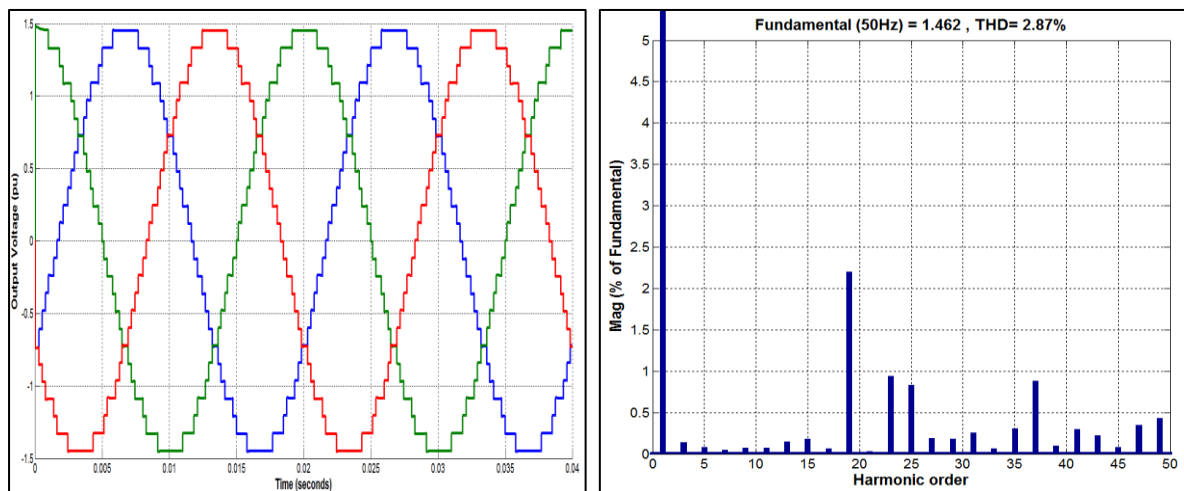 Output Voltage (pu)
1.5
1
0.5
0
-0.5
-1
-1.5
0 0.005 0.01 0.015 0.02 0.025 0.03 0.035 0.04
Time (seconds)
Fundamental (50Hz) = 1.462 , THD= 2.87%
Mag (% of Fundamental)
5
4.5
4
3.5
3
2.5
2
1.5
1
0.5
0
0 5 10 15 20 25 30 35 40 45 50
Harmonic order